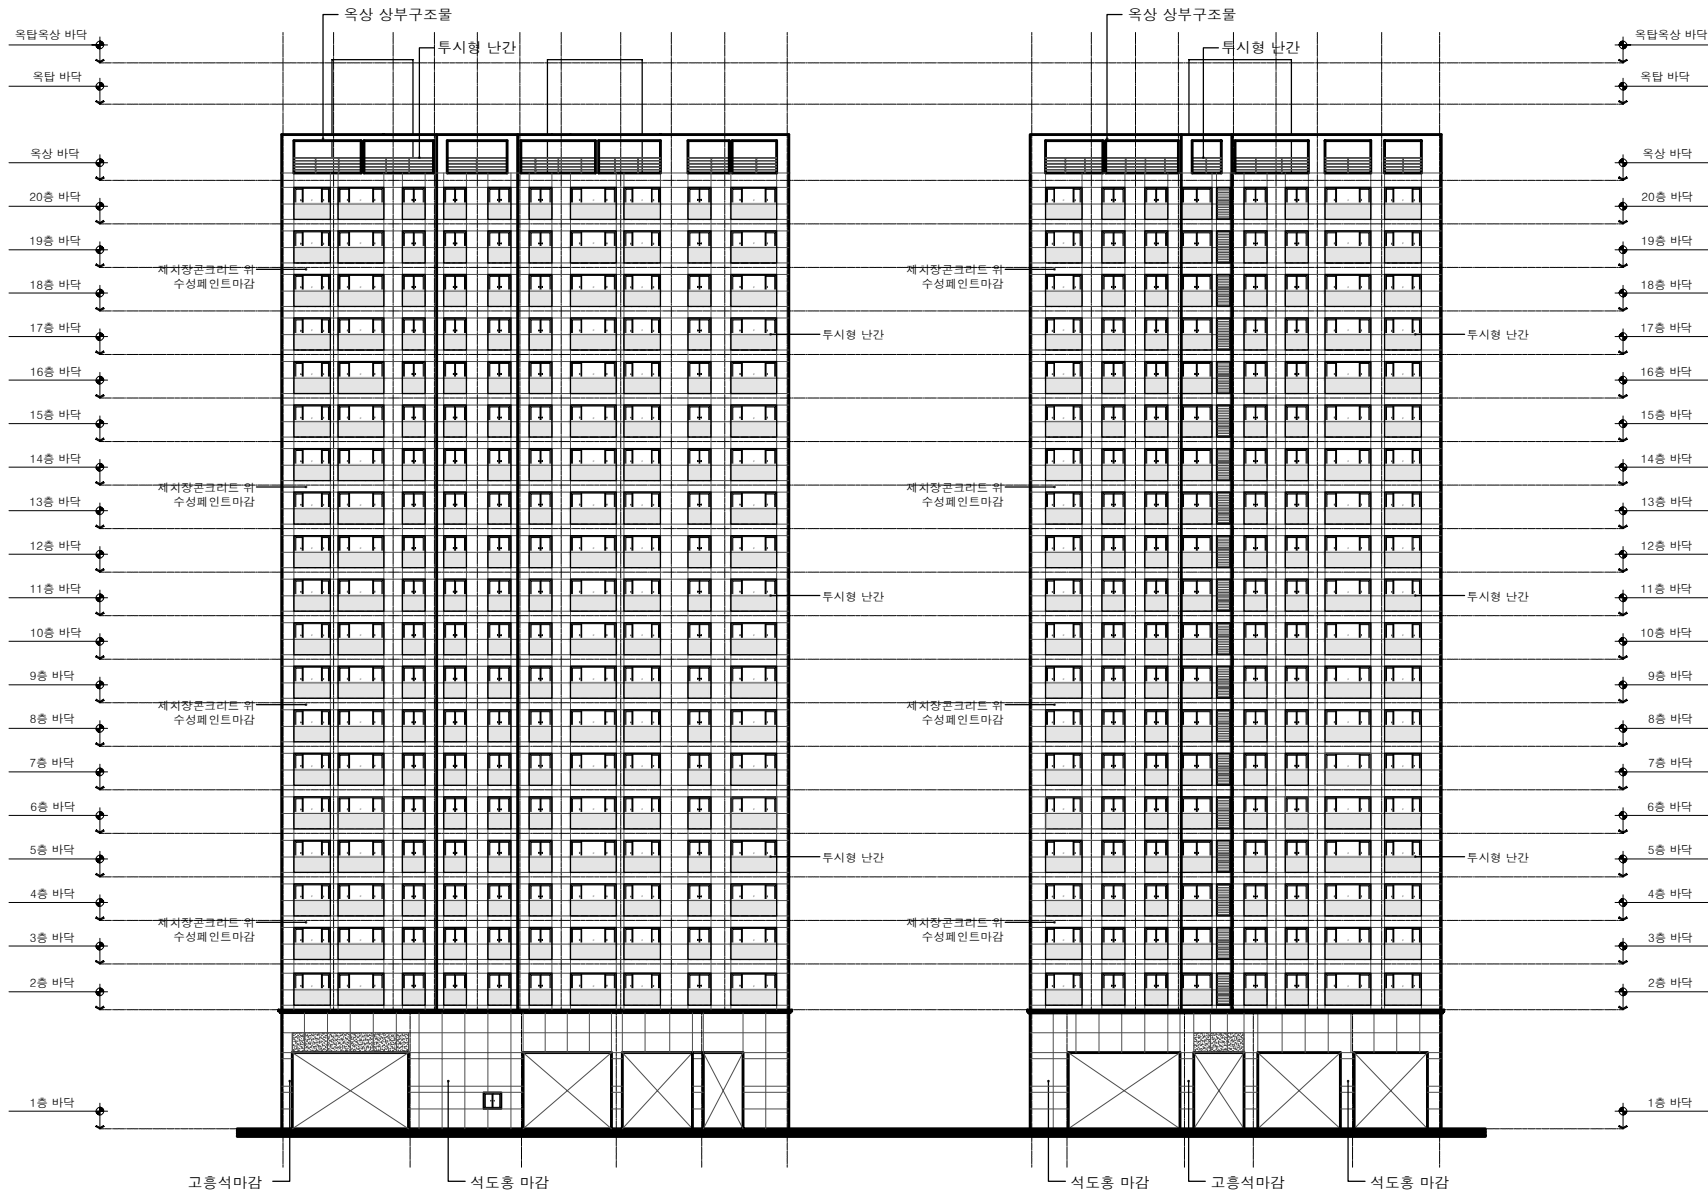 옥상 상부구조물
옥상 상부구조물
옥탑옥상 바닥
투시형 난간
투시형 난간
옥탑옥상 바닥
옥탑 바닥
옥탑 바닥
옥상 바닥
옥상 바닥
20층 바닥
20층 바닥
19층 바닥
19층 바닥
제치장콘크리트 위
수성페인트마감
제치장콘크리트 위
수성페인트마감
18층 바닥
18층 바닥
17층 바닥
투시형 난간
투시형 난간
17층 바닥
16층 바닥
16층 바닥
15층 바닥
15층 바닥
14층 바닥
14층 바닥
제치장콘크리트 위
수성페인트마감
제치장콘크리트 위
수성페인트마감
13층 바닥
13층 바닥
12층 바닥
12층 바닥
11층 바닥
투시형 난간
투시형 난간
11층 바닥
10층 바닥
10층 바닥
9층 바닥
9층 바닥
제치장콘크리트 위
수성페인트마감
제치장콘크리트 위
수성페인트마감
8층 바닥
8층 바닥
7층 바닥
7층 바닥
6층 바닥
6층 바닥
5층 바닥
투시형 난간
투시형 난간
5층 바닥
4층 바닥
4층 바닥
제치장콘크리트 위
수성페인트마감
제치장콘크리트 위
수성페인트마감
3층 바닥
3층 바닥
2층 바닥
2층 바닥
1층 바닥
1층 바닥
고흥석마감
석도홍 마감
석도홍 마감
고흥석마감
석도홍 마감